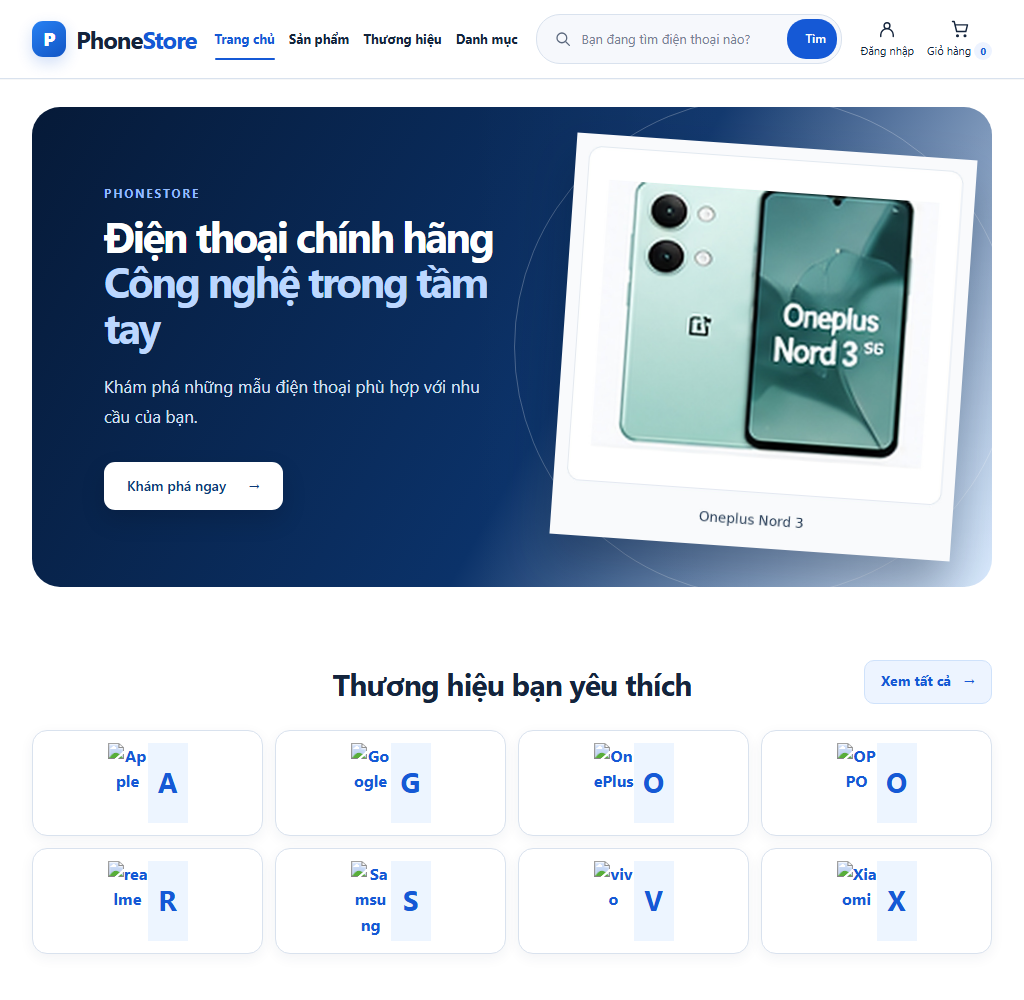 P PhoneStore
Trang chủ Sản phẩm Thương hiệu Danh mục
Bạn đang tìm điện thoại nào?
Tìm
Đăng nhập
Giỏ hàng 0
PHONESTORE
Điện thoại chính hãng
Công nghệ trong tầm
tay
Khám phá những mẫu điện thoại phù hợp với nhu
cầu của bạn.
Khám phá ngay →
Oneplus
Nord 3 5G
Oneplus Nord 3
Thương hiệu bạn yêu thích
Xem tất cả →
Ap
ple
A
Go
ogle
G
On
ePlus
O
OP
PO
O
rea
lme
R
Sa
msu
ng
S
viv
o
V
Xia
omi
X